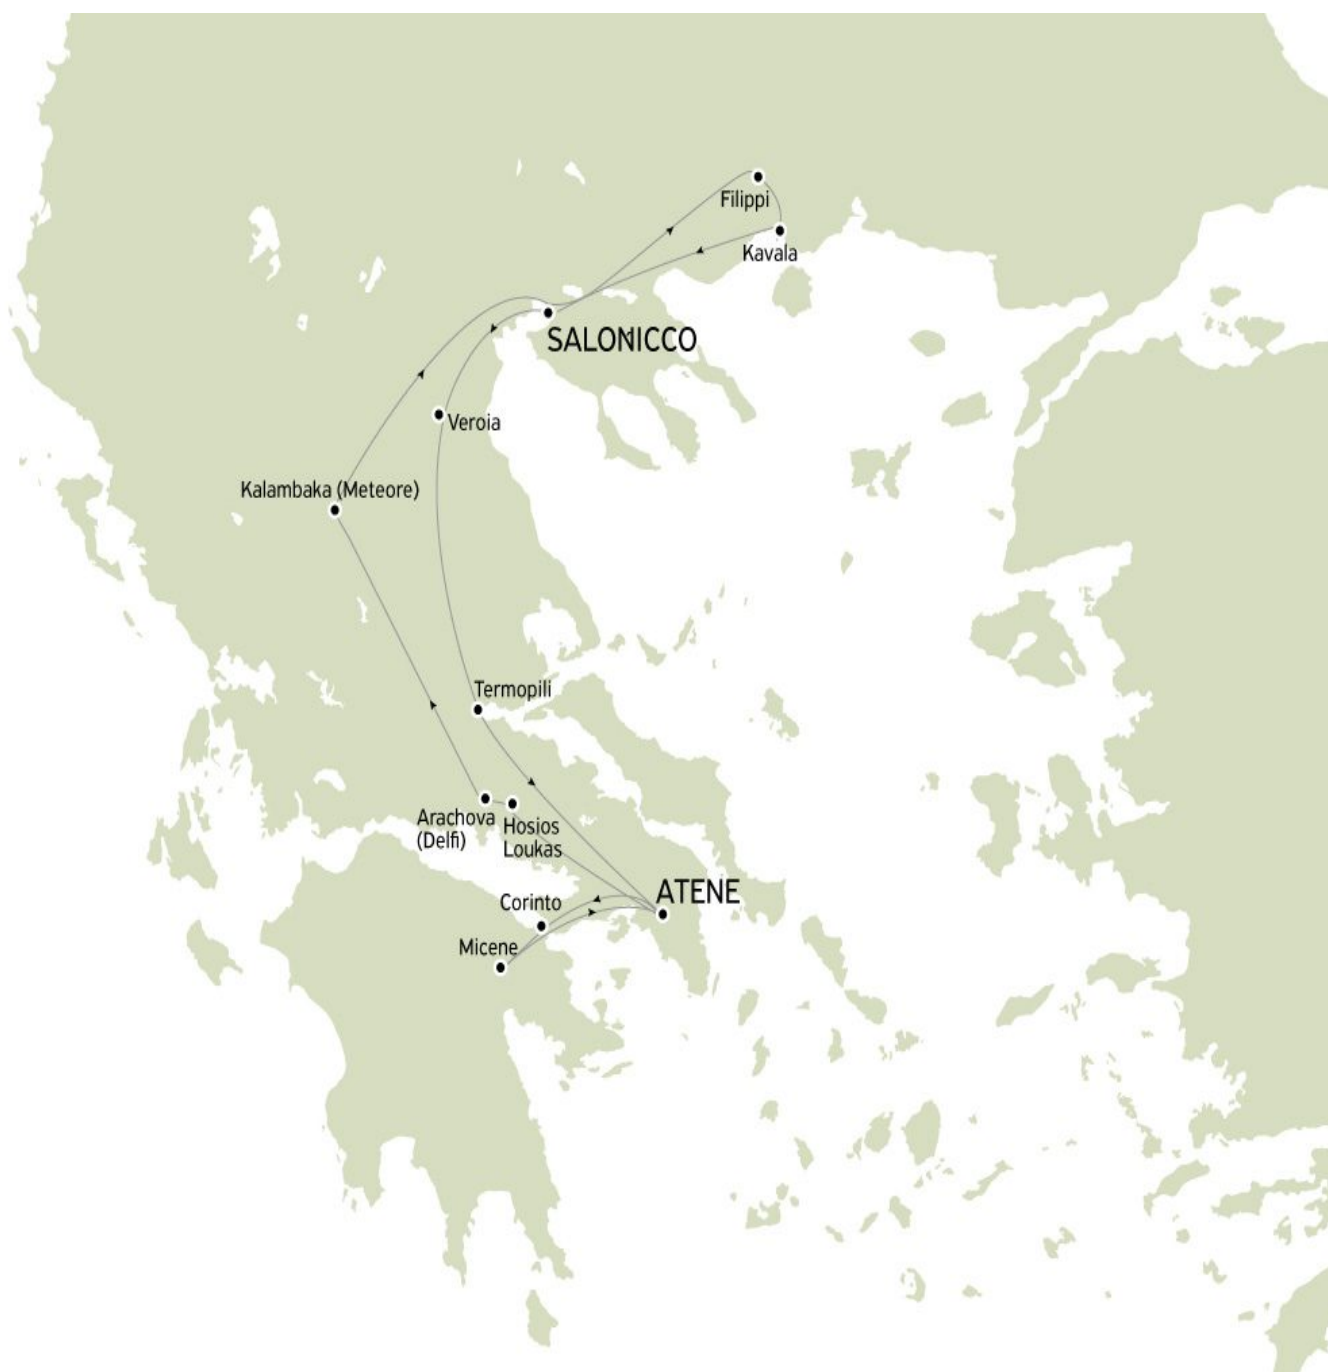 Filippi
Kavala
SALONICCO
Veroia
Kalambaka (Meteore)
Termopili
Arachova
(Delfi)
Hosios
Loukas
ATENE
Corinto
Micene